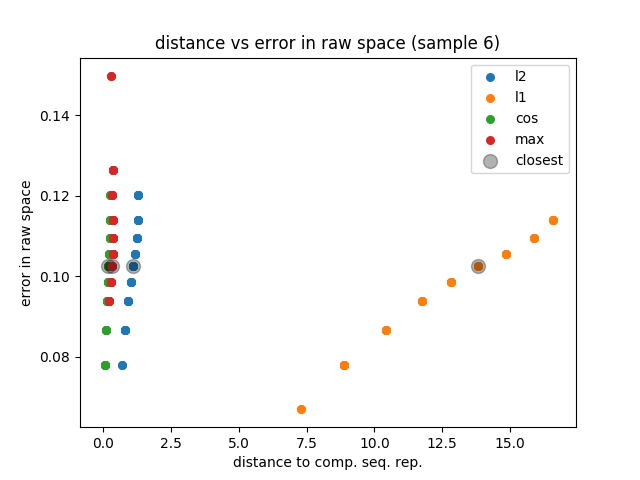 distance vs error in raw space (sample 6)
l2
l1
cos
max
closest
error in raw space
0.14
0.12
0.10
0.08
0.0
2.5
5.0
7.5
10.0
12.5
15.0
distance to comp. seq. rep.